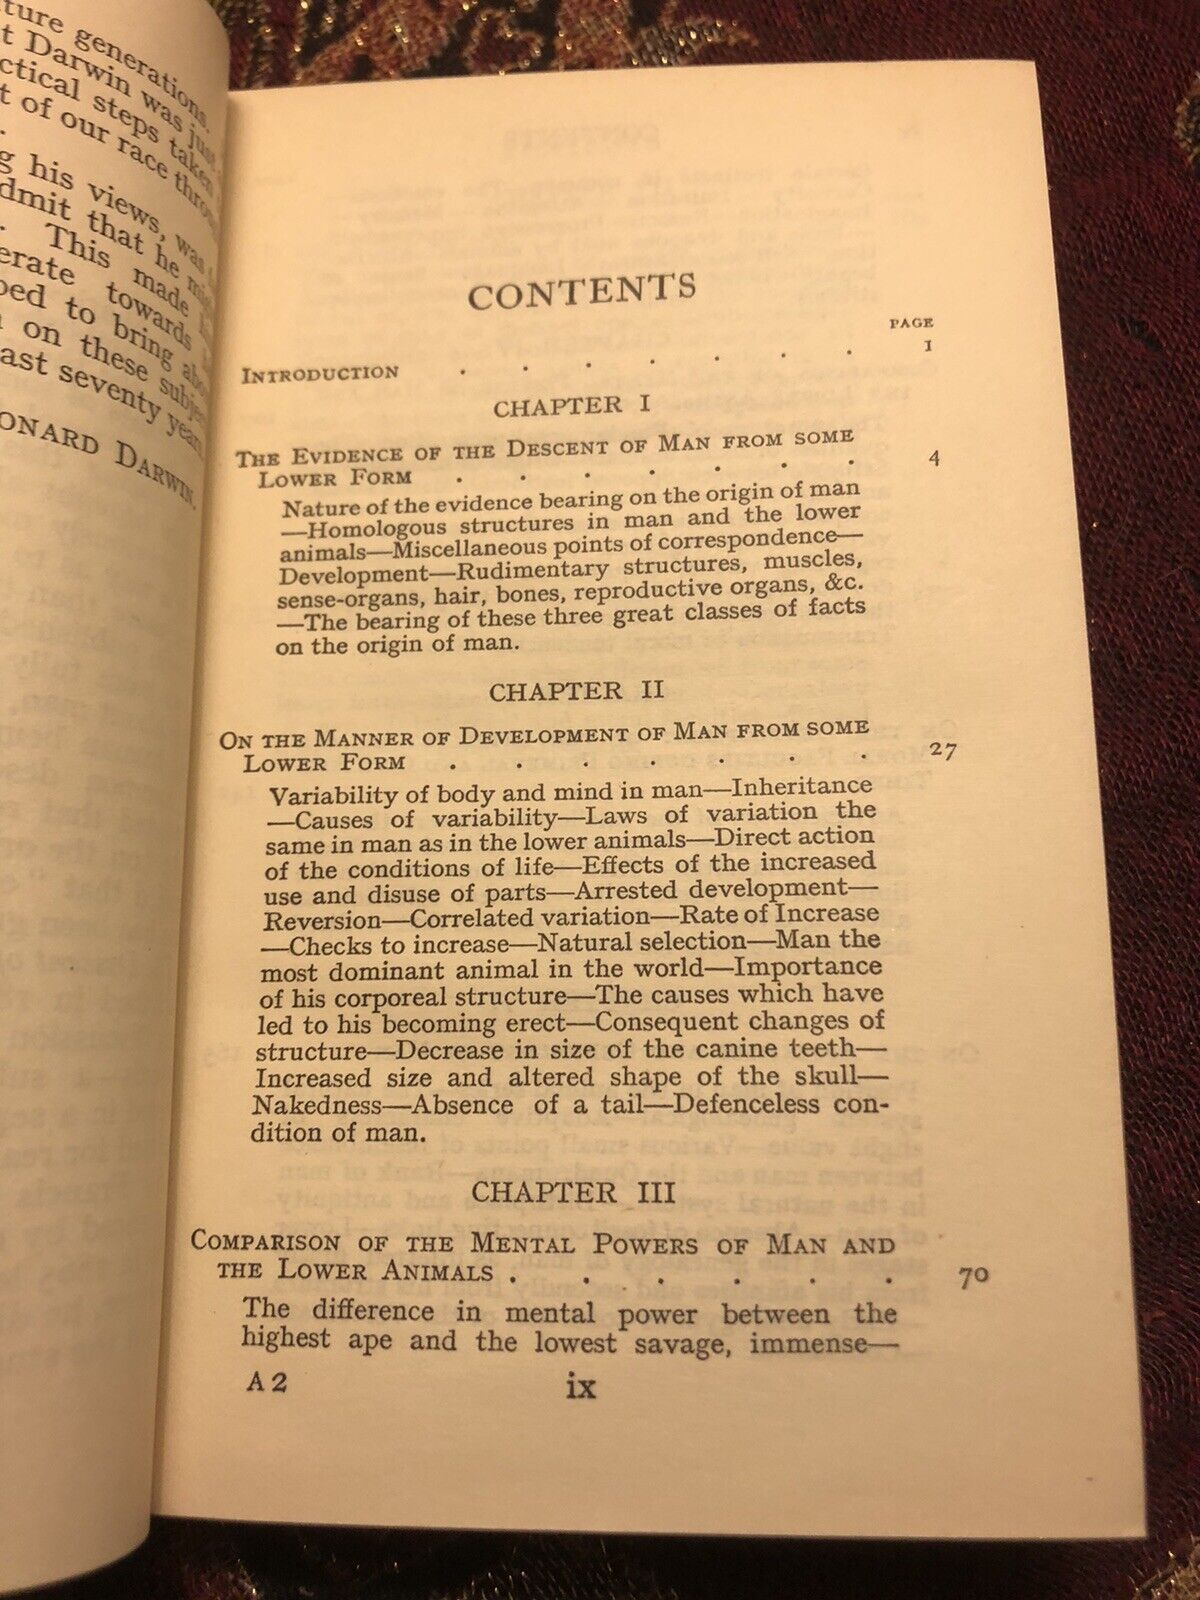 ture generations.
t Darwin was just
ctical steps taken
t of our race
g his views, was
dmit that he
. This made
erate towards
ped to bring
on these
ast seventy years
ONARD DARWIN.
CONTENTS
PAGE
INTRODUCTION . . . . . . . 1
CHAPTER I
THE EVIDENCE OF THE DESCENT OF MAN FROM SOME
LOWER FORM . . . . . . . 4
Nature of the evidence bearing on the origin of man
—Homologous structures in man and the lower
animals—Miscellaneous points of correspondence—
Development—Rudimentary structures, muscles,
sense-organs, hair, bones, reproductive organs, &c.
—The bearing of these three great classes of facts
on the origin of man.
CHAPTER II
ON THE MANNER OF DEVELOPMENT OF MAN FROM SOME
LOWER FORM . . . . . . . 27
Variability of body and mind in man—Inheritance
—Causes of variability—Laws of variation the
same in man as in the lower animals—Direct action
of the conditions of life—Effects of the increased
use and disuse of parts—Arrested development—
Reversion—Correlated variation—Rate of Increase
—Checks to increase—Natural selection—Man the
most dominant animal in the world—Importance
of his corporeal structure—The causes which have
led to his becoming erect—Consequent changes of
structure—Decrease in size of the canine teeth—
Increased size and altered shape of the skull—
Nakedness—Absence of a tail—Defenceless con-
dition of man.
CHAPTER III
COMPARISON OF THE MENTAL POWERS OF MAN AND
THE LOWER ANIMALS . . . . . . 70
The difference in mental power between the
highest ape and the lowest savage, immense—
A 2 ix